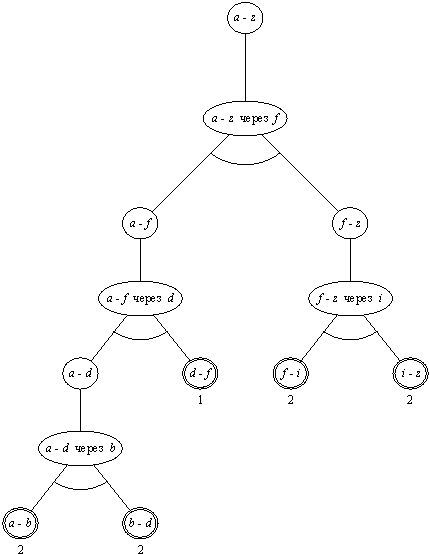 a - z
a - z через f
a - f
f - z
a - f через d
f - z через i
a - d
d - f
f - i
i - z
1
2
2
a - d через b
a - b
b - d
2
2